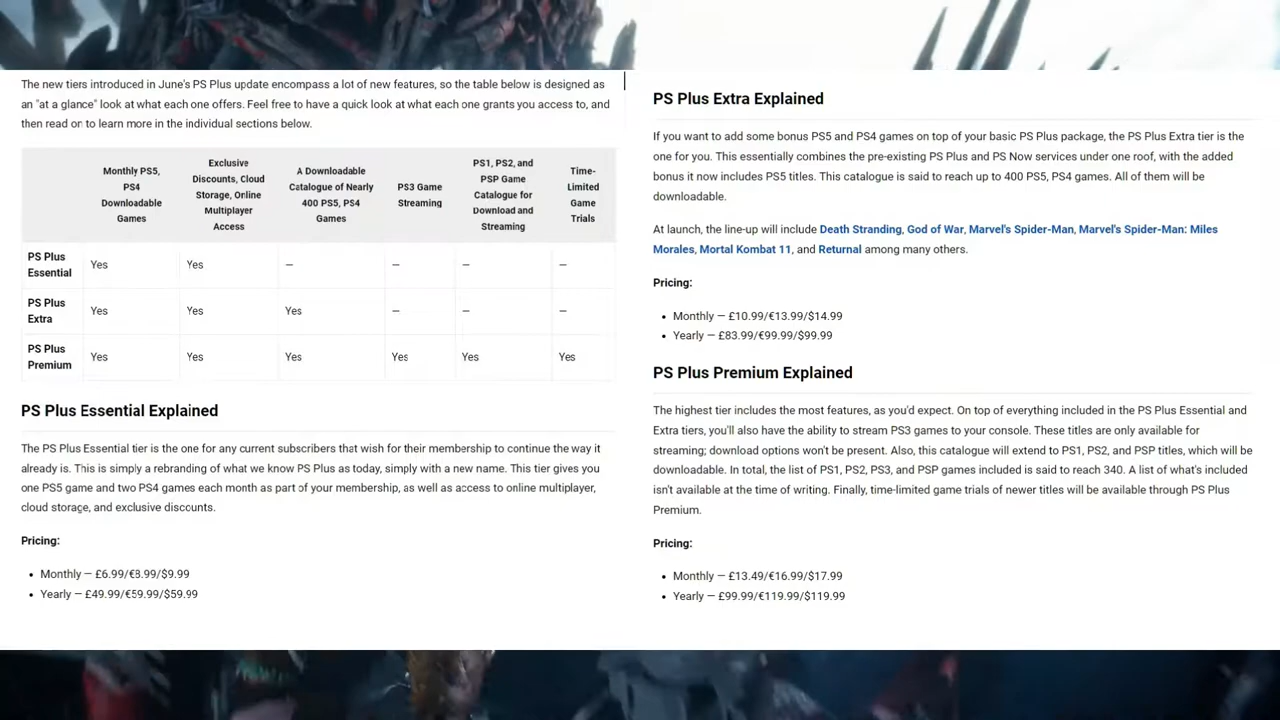 The new tiers introduced in June's PS Plus update encompass a lot of new features, so the table below is designed as
an "at a glance" look at what each one offers. Feel free to have a quick look at what each one grants you access to, and
then read on to learn more in the individual sections below.
Monthly PS5,
PS4
Downloadable
Games
Exclusive
Discounts, Cloud
Storage, Online
Multiplayer
Access
A Downloadable
Catalogue of Nearly
400 PS5, PS4
Games
PS3 Game
Streaming
PS1, PS2, and
PSP Game
Catalogue for
Download and
Streaming
Time-
Limited
Game
Trials
PS Plus
Essential
Yes Yes — — — —
PS Plus
Extra
Yes Yes Yes — — —
PS Plus
Premium
Yes Yes Yes Yes Yes Yes
PS Plus Essential Explained
The PS Plus Essential tier is the one for any current subscribers that wish for their membership to continue the way it
already is. This is simply a rebranding of what we know PS Plus as today, simply with a new name. This tier gives you
one PS5 game and two PS4 games each month as part of your membership, as well as access to online multiplayer,
cloud storage, and exclusive discounts.
Pricing:
• Monthly — £6.99/€8.99/$9.99
• Yearly — £49.99/€59.99/$59.99
PS Plus Extra Explained
If you want to add some bonus PS5 and PS4 games on top of your basic PS Plus package, the PS Plus Extra tier is the
one for you. This essentially combines the pre-existing PS Plus and PS Now services under one roof, with the added
bonus it now includes PS5 titles. This catalogue is said to reach up to 400 PS5, PS4 games. All of them will be
downloadable.
At launch, the line-up will include Death Stranding, God of War, Marvel's Spider-Man, Marvel's Spider-Man: Miles
Morales, Mortal Kombat 11, and Returnal among many others.
Pricing:
• Monthly — £10.99/€13.99/$14.99
• Yearly — £83.99/€99.99/$99.99
PS Plus Premium Explained
The highest tier includes the most features, as you'd expect. On top of everything included in the PS Plus Essential and
Extra tiers, you'll also have the ability to stream PS3 games to your console. These titles are only available for
streaming; download options won't be present. Also, this catalogue will extend to PS1, PS2, and PSP titles, which will be
downloadable. In total, the list of PS1, PS2, PS3, and PSP games included is said to reach 340. A list of what's included
isn't available at the time of writing. Finally, time-limited game trials of newer titles will be available through PS Plus
Premium.
Pricing:
• Monthly — £13.49/€16.99/$17.99
• Yearly — £99.99/€119.99/$119.99